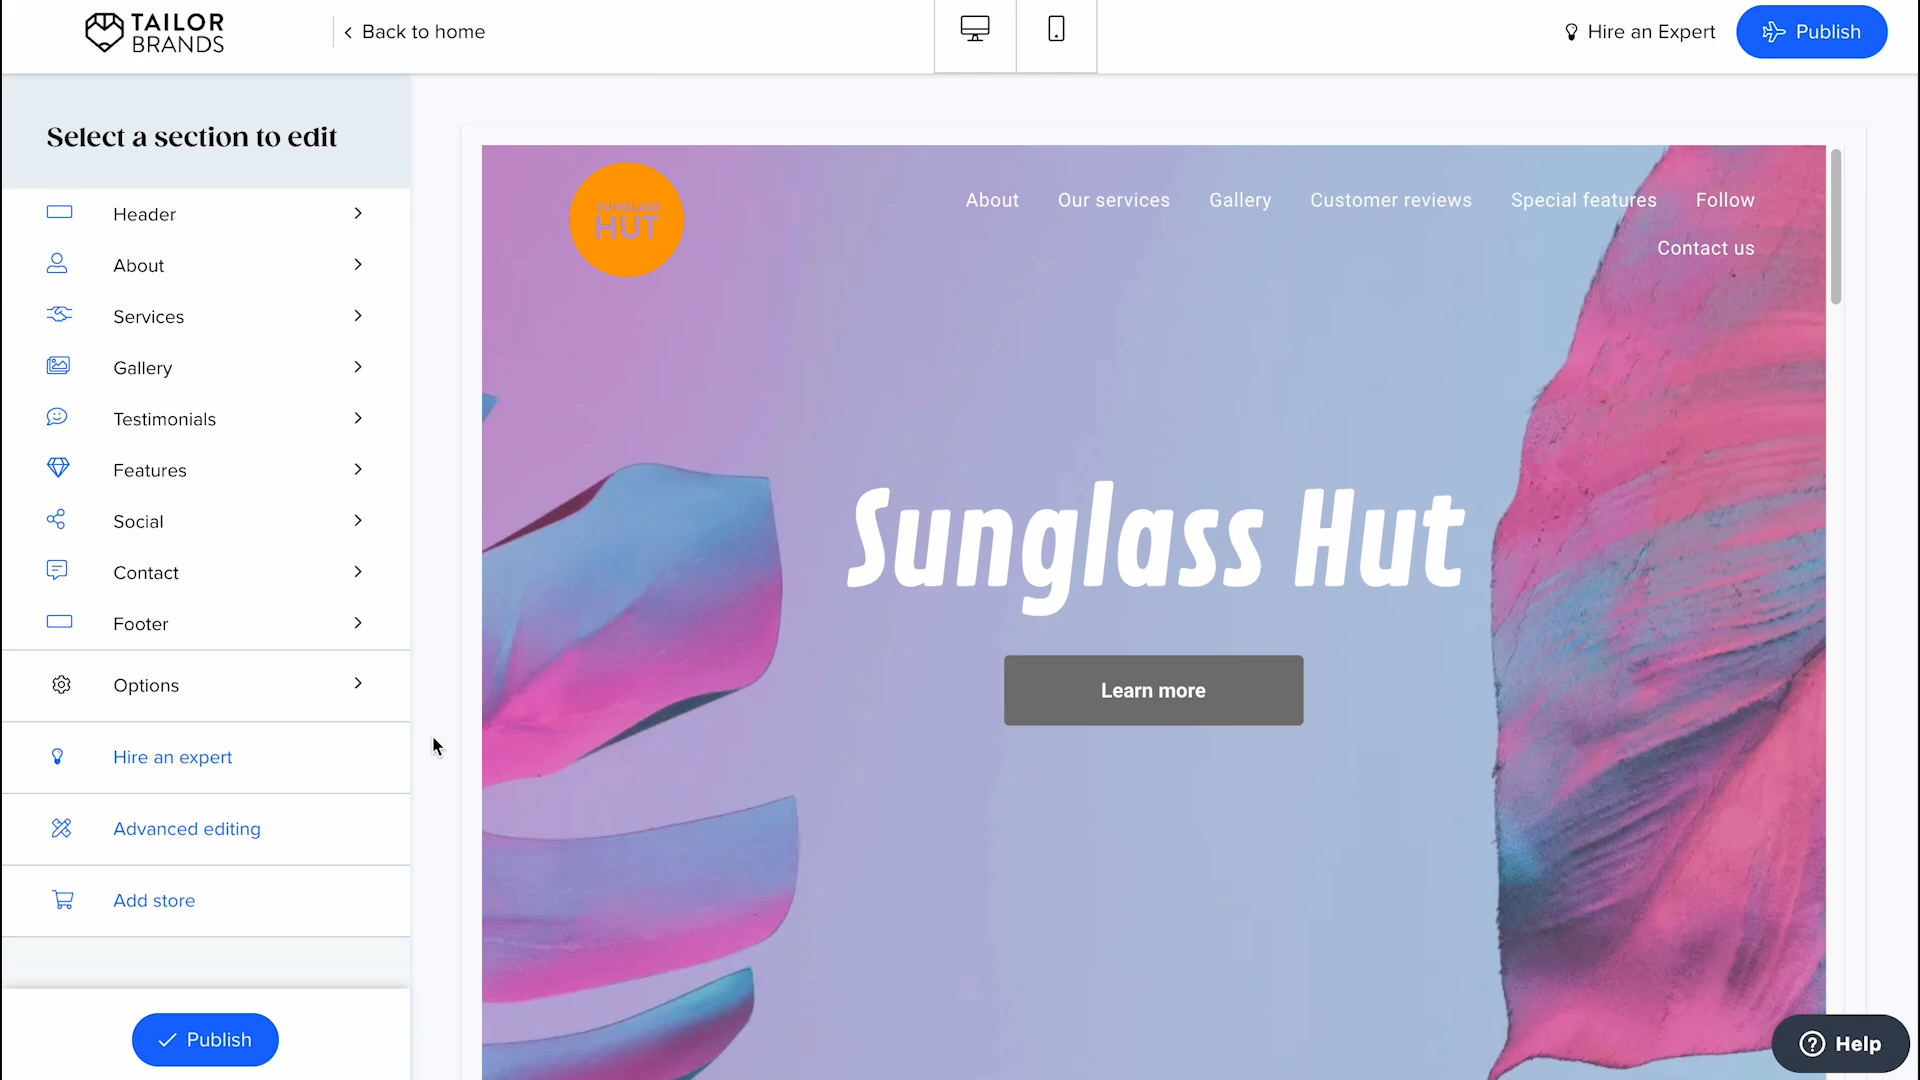 TAILOR
BRANDS
Back to home
Hire an Expert
Publish
Select a section to edit
Header
About
Services
Gallery
Testimonials
Features
Social
Contact
Footer
Options
Hire an expert
Advanced editing
Add store
Publish
SUNGLASS
HUT
About Our services Gallery Customer reviews Special features Follow
Contact us
Sunglass Hut
Learn more
Help